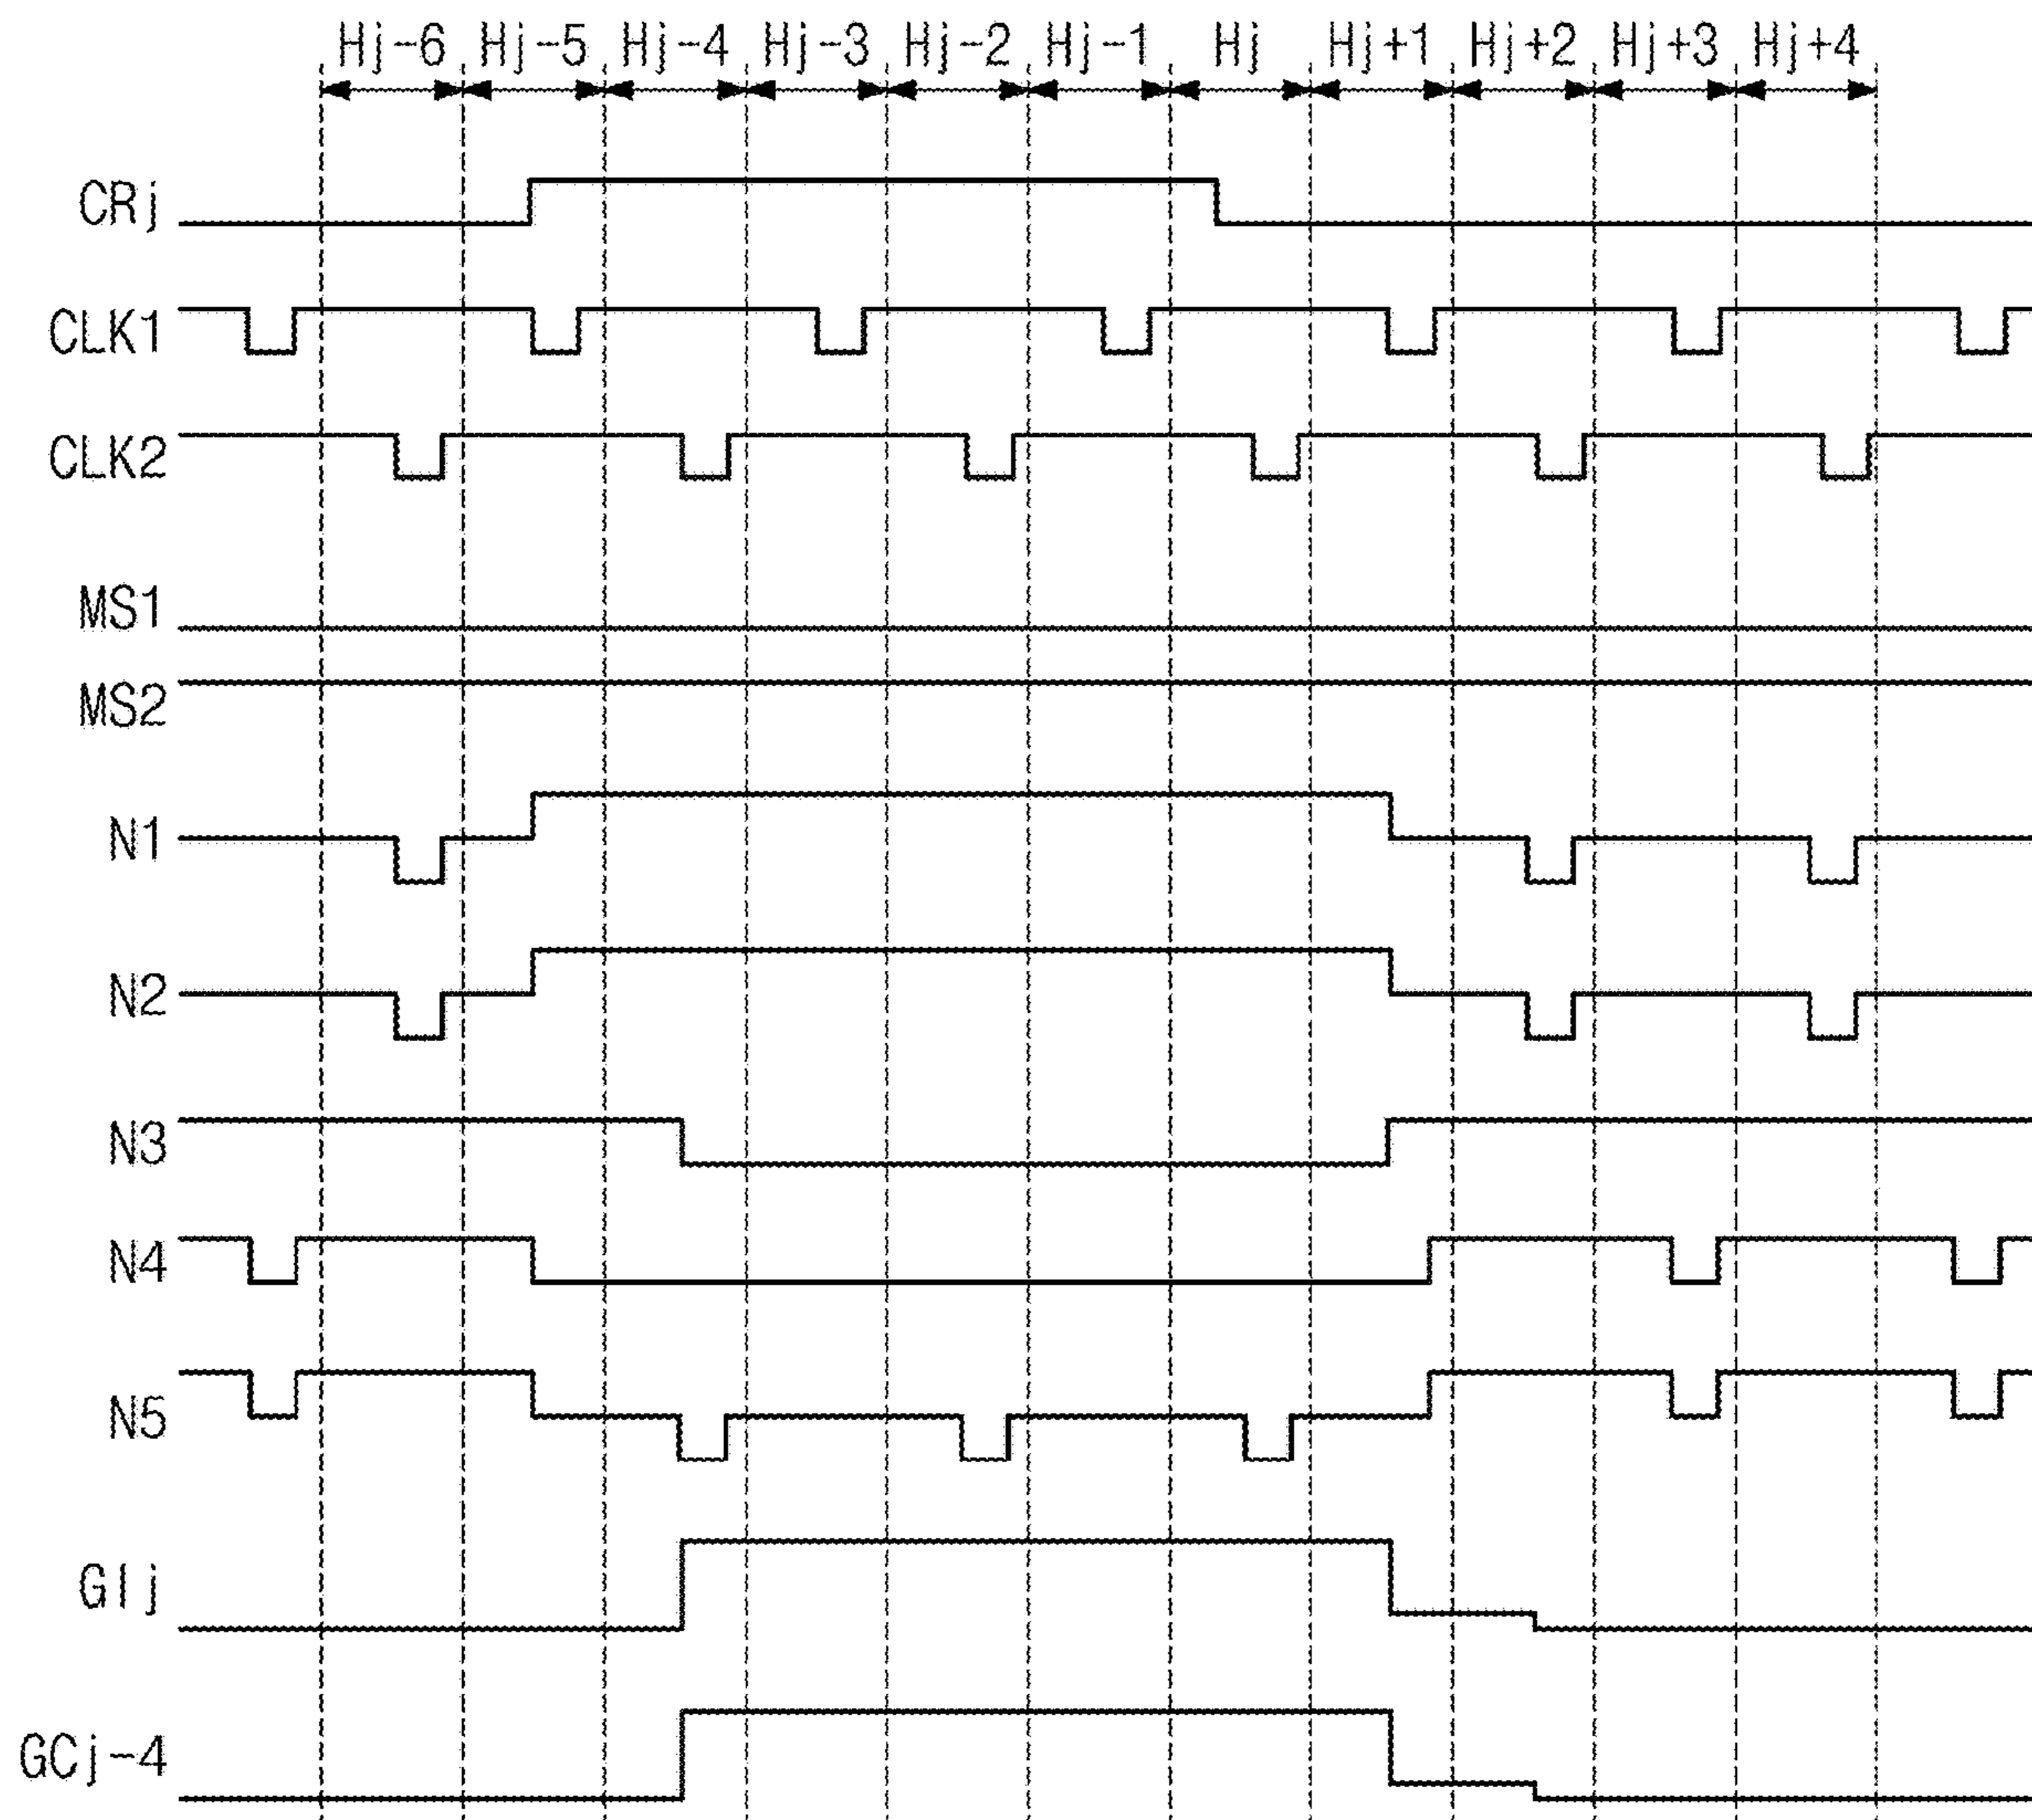 Hj-6 Hj-5 Hj-4 Hj-3 Hj-2 Hj-1 Hj Hj+1 Hj+2 Hj+3 Hj+4
CRj
CLK1
CLK2
MS1
MS2
N1
N2
N3
N4
N5
GIj
GCj-4